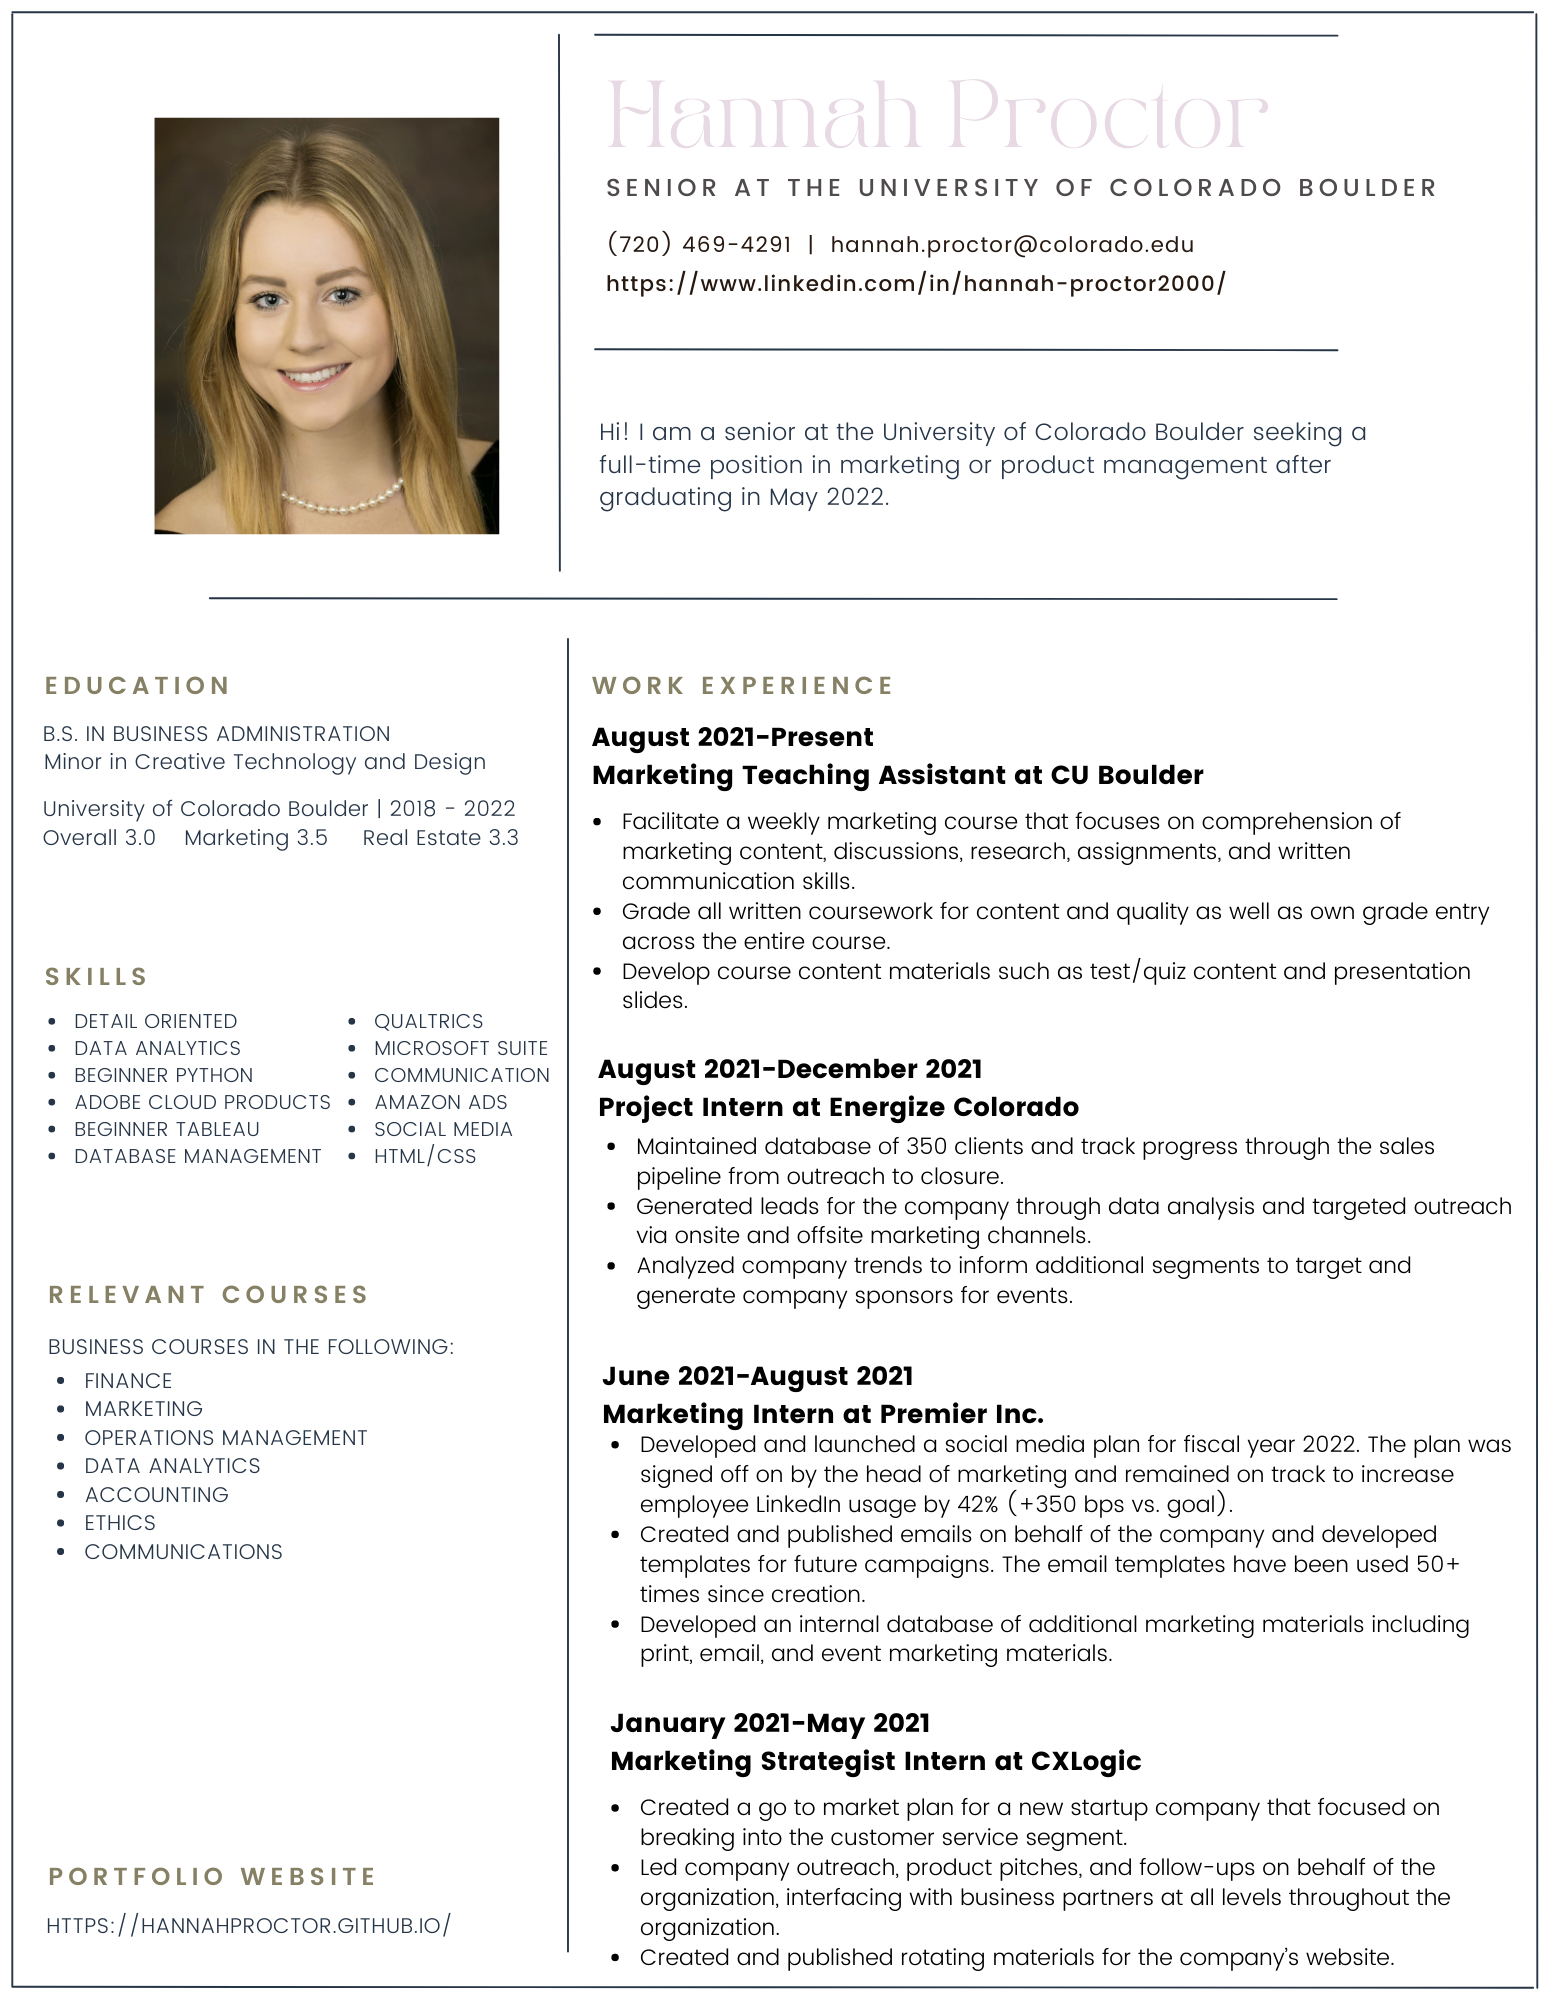 Hannah Proctor
SENIOR AT THE UNIVERSITY OF COLORADO BOULDER
(720) 469-4291 | hannah.proctor@colorado.edu
https://www.linkedin.com/in/hannah-proctor2000/
Hi! I am a senior at the University of Colorado Boulder seeking a
full-time position in marketing or product management after
graduating in May 2022.
EDUCATION
B.S. IN BUSINESS ADMINISTRATION
Minor in Creative Technology and Design
University of Colorado Boulder | 2018 - 2022
Overall 3.0 Marketing 3.5 Real Estate 3.3
SKILLS
• DETAIL ORIENTED
• DATA ANALYTICS
• BEGINNER PYTHON
• ADOBE CLOUD PRODUCTS
• BEGINNER TABLEAU
• DATABASE MANAGEMENT
• QUALTRICS
• MICROSOFT SUITE
• COMMUNICATION
• AMAZON ADS
• SOCIAL MEDIA
• HTML/CSS
RELEVANT COURSES
BUSINESS COURSES IN THE FOLLOWING:
• FINANCE
• MARKETING
• OPERATIONS MANAGEMENT
• DATA ANALYTICS
• ACCOUNTING
• ETHICS
• COMMUNICATIONS
PORTFOLIO WEBSITE
HTTPS://HANNAHPROCTOR.GITHUB.IO/
WORK EXPERIENCE
August 2021-Present
Marketing Teaching Assistant at CU Boulder
• Facilitate a weekly marketing course that focuses on comprehension of
marketing content, discussions, research, assignments, and written
communication skills.
• Grade all written coursework for content and quality as well as own grade entry
across the entire course.
• Develop course content materials such as test/quiz content and presentation
slides.
August 2021-December 2021
Project Intern at Energize Colorado
• Maintained database of 350 clients and track progress through the sales
pipeline from outreach to closure.
• Generated leads for the company through data analysis and targeted outreach
via onsite and offsite marketing channels.
• Analyzed company trends to inform additional segments to target and
generate company sponsors for events.
June 2021-August 2021
Marketing Intern at Premier Inc.
• Developed and launched a social media plan for fiscal year 2022. The plan was
signed off on by the head of marketing and remained on track to increase
employee LinkedIn usage by 42% (+350 bps vs. goal).
• Created and published emails on behalf of the company and developed
templates for future campaigns. The email templates have been used 50+
times since creation.
• Developed an internal database of additional marketing materials including
print, email, and event marketing materials.
January 2021-May 2021
Marketing Strategist Intern at CXLogic
• Created a go to market plan for a new startup company that focused on
breaking into the customer service segment.
• Led company outreach, product pitches, and follow-ups on behalf of the
organization, interfacing with business partners at all levels throughout the
organization.
• Created and published rotating materials for the company's website.